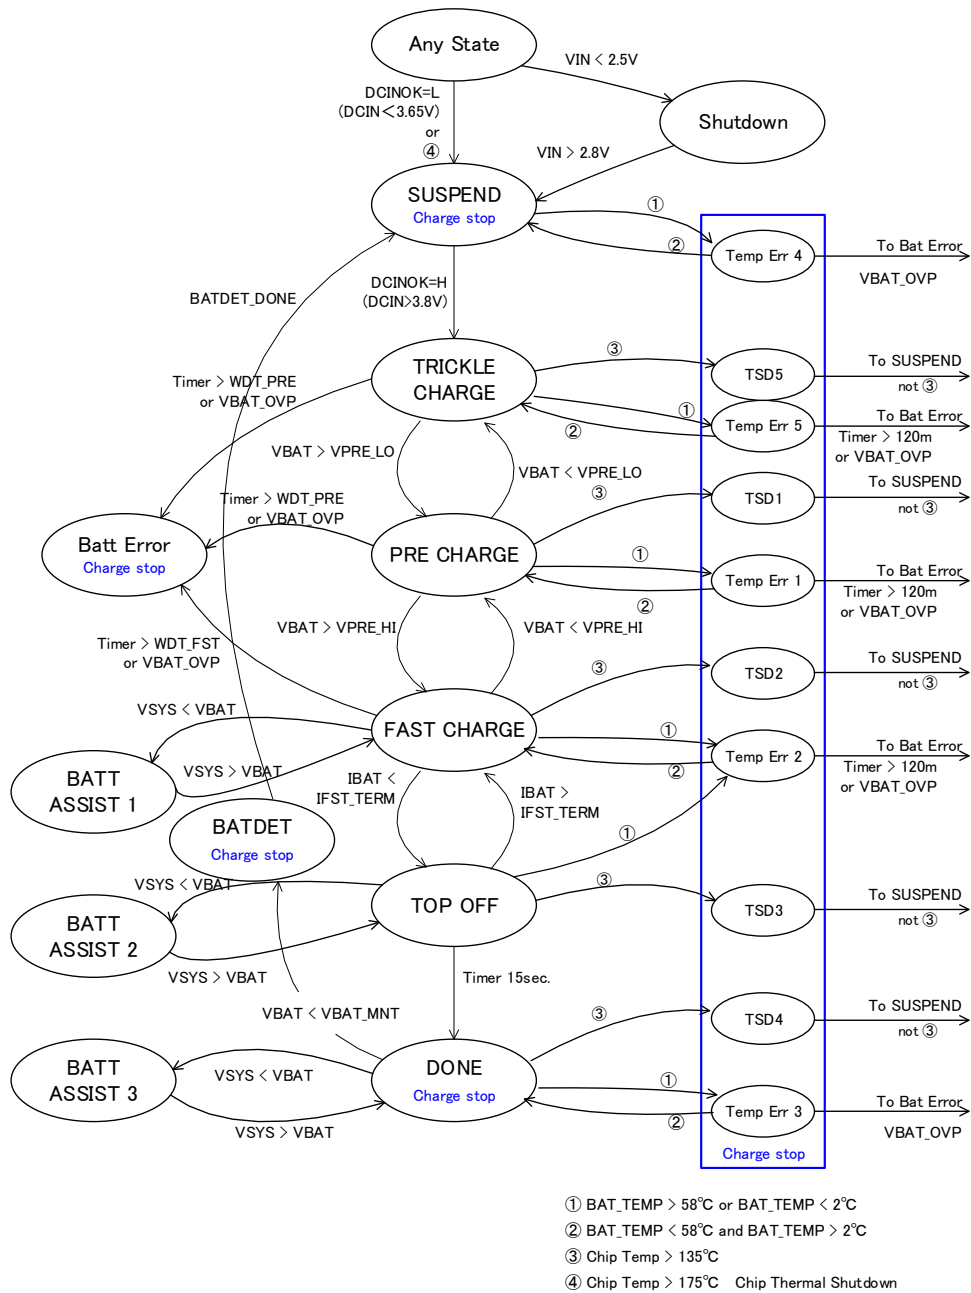 Any State
VIN < 2.5V
DCINOK=L
(DCIN<3.65V)
or
④
Shutdown
VIN > 2.8V
SUSPEND
Charge stop
①
②
Temp Err 4
To Bat Error
VBAT_OVP
BATDET_DONE
DCINOK=H
(DCIN>3.8V)
TRICKLE
CHARGE
③
TSD5
To SUSPEND
not ③
Timer > WDT_PRE
or VBAT_OVP
①
②
Temp Err 5
To Bat Error
Timer > 120m
or VBAT_OVP
VBAT > VPRE_LO
VBAT < VPRE_LO
③
TSD1
To SUSPEND
not ③
Timer > WDT_PRE
or VBAT_OVP
Batt Error
Charge stop
PRE CHARGE
①
②
Temp Err 1
To Bat Error
Timer > 120m
or VBAT_OVP
VBAT > VPRE_HI
VBAT < VPRE_HI
Timer > WDT_FST
or VBAT_OVP
③
TSD2
To SUSPEND
not ③
VSYS < VBAT
FAST CHARGE
①
②
Temp Err 2
To Bat Error
Timer > 120m
or VBAT_OVP
VSYS > VBAT
BATT
ASSIST 1
IBAT <
IFST_TERM
IBAT >
IFST_TERM
BATDET
Charge stop
①
VSYS < VBAT
③
TOP OFF
TSD3
To SUSPEND
not ③
BATT
ASSIST 2
VSYS > VBAT
Timer 15sec.
VBAT < VBAT_MNT
③
TSD4
To SUSPEND
not ③
BATT
ASSIST 3
VSYS < VBAT
DONE
Charge stop
①
②
Temp Err 3
To Bat Error
VBAT_OVP
VSYS > VBAT
Charge stop
① BAT_TEMP > 58℃ or BAT_TEMP < 2℃
② BAT_TEMP < 58℃ and BAT_TEMP > 2℃
③ Chip Temp > 135℃
④ Chip Temp > 175℃ Chip Thermal Shutdown